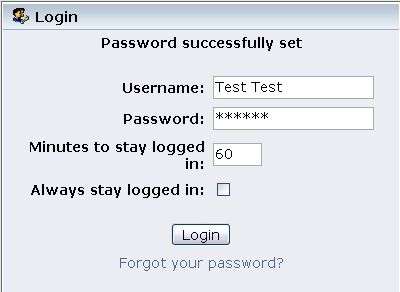 Login
Password successfully set
Username: Test Test
Password: ******
Minutes to stay logged
in: 60
Always stay logged in:
Login
Forgot your password?